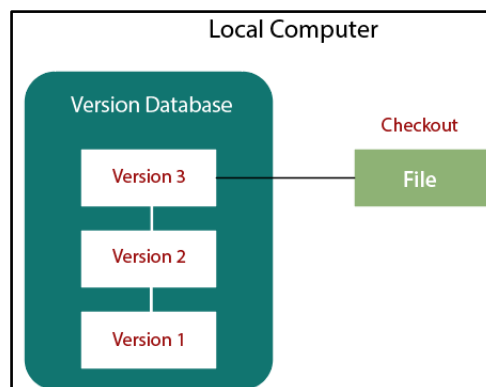 Local Computer
Version Database
Checkout
Version 3
File
Version 2
Version 1